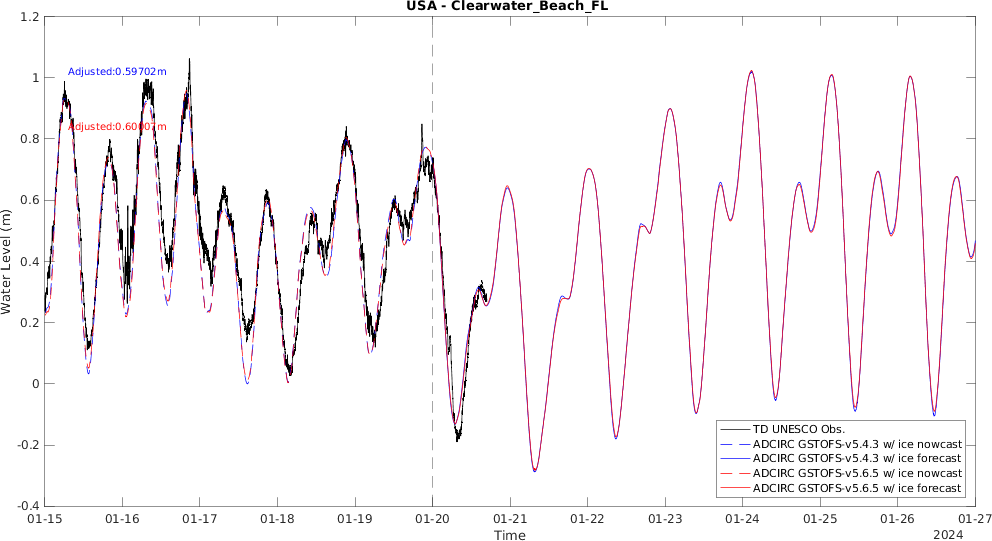 USA - Clearwater_Beach_FL
1.2
1
0.8
0.6
0.4
0.2
0
-0.2
-0.4
Water Level (m)
Adjusted:0.59702m
Adjusted:0.60007m
TD UNESCO Obs.
ADCIRC GSTOFS-v5.4.3 w/ ice nowcast
ADCIRC GSTOFS-v5.4.3 w/ ice forecast
ADCIRC GSTOFS-v5.6.5 w/ ice nowcast
ADCIRC GSTOFS-v5.6.5 w/ ice forecast
01-15 01-16 01-17 01-18 01-19 01-20 01-21 01-22 01-23 01-24 01-25 01-26 01-27
Time
2024